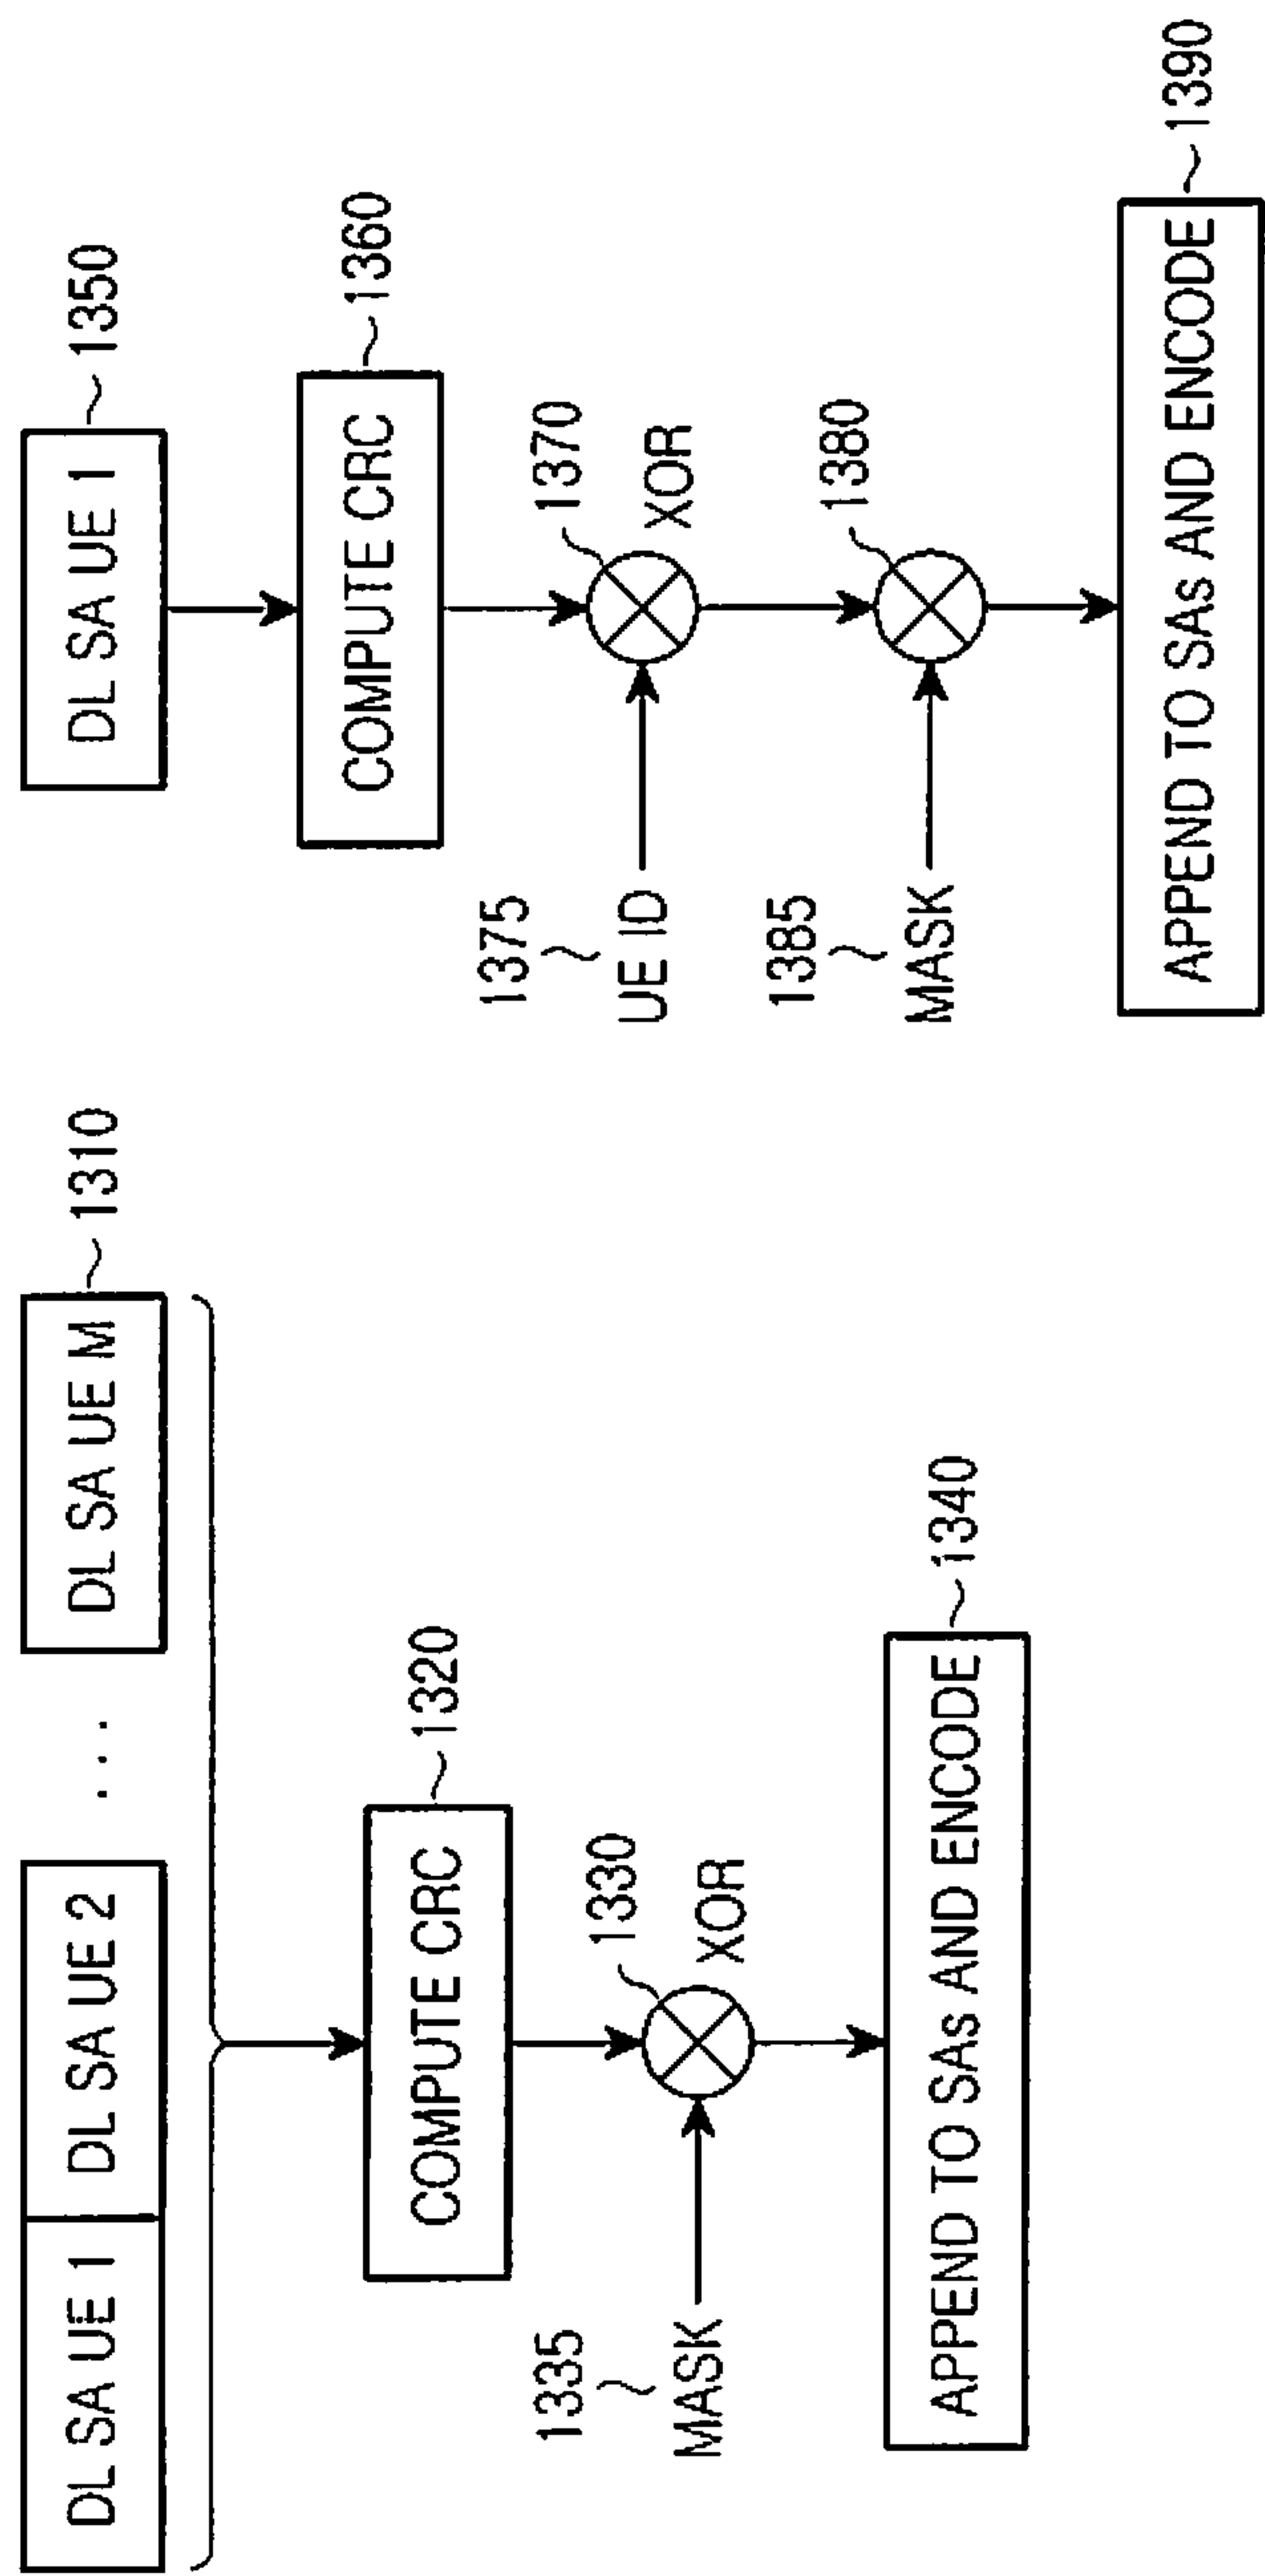 DL SA UE 1
DL SA UE 2
. . .
DL SA UE M
1310
COMPUTE CRC
1320
1330
XOR
1335
MASK
APPEND TO SAs AND ENCODE
1340
DL SA UE 1
1350
COMPUTE CRC
1360
1370
XOR
1375
UE ID
1380
1385
MASK
APPEND TO SAs AND ENCODE
1390